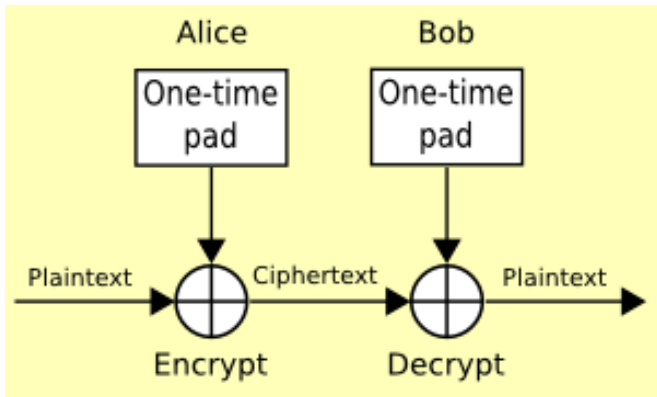 Alice
Bob
One-time
pad
One-time
pad
Plaintext
Ciphertext
Plaintext
Encrypt
Decrypt